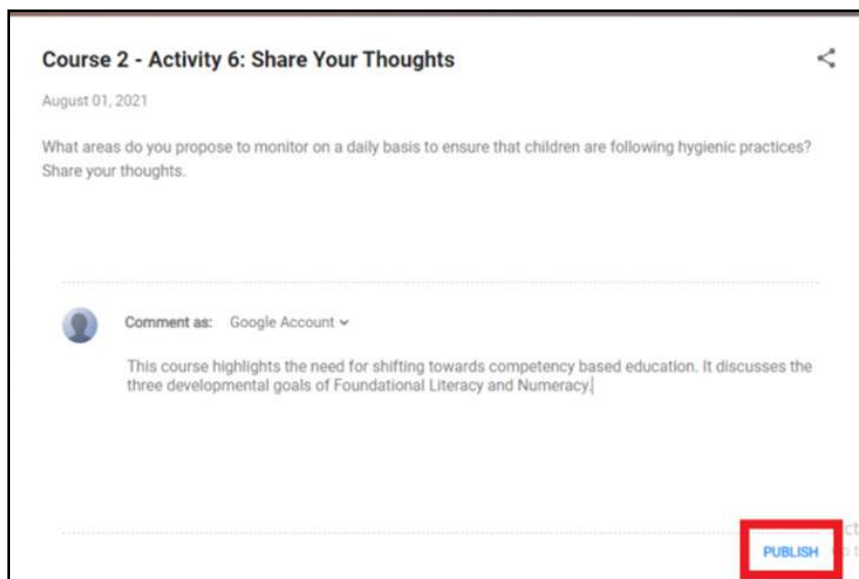 Course 2 - Activity 6: Share Your Thoughts
August 01, 2021
What areas do you propose to monitor on a daily basis to ensure that children are following hygienic practices?
Share your thoughts.
Comment as: Google Account
This course highlights the need for shifting towards competency based education. It discusses the
three developmental goals of Foundational Literacy and Numeracy.
PUBLISH